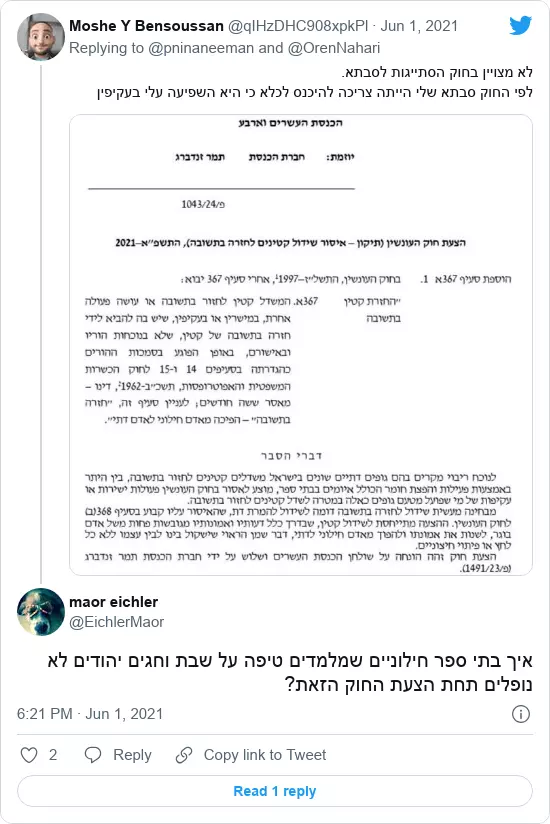 Moshe Y Bensoussan @qIHzDHC908xpkPl · Jun 1, 2021
Replying to @pninaneeman and @OrenNahari
לא מצויין בחוק הסתייגות לסבתא.
לפי החוק סבתא שלי הייתה צריכה להיכנס לכלא כי היא השפיעה עלי בעקיפין
הכנסת העשרים וארבע
יוזמת: חברת הכנסת תמר זנדברג
פ/1043/24
הצעת חוק העונשין (תיקון – איסור שידול קטינים לחזרה בתשובה), התשפ"א–2021
הוספת סעיף 367א 1. בחוק העונשין, התשל"ז–1997¹, אחרי סעיף 367 יבוא:
"החזרת קטין 367א. המשדל קטין לחזור בתשובה או עושה פעולה
בתשובה אחרת, במישרין או בעקיפין, שיש בה להביא לידי
חזרה בתשובה של קטין, שלא בנוכחות הוריו
ובאישורם, באופן הפוגע בסמכות ההורים
כהגדרתה בסעיפים 14 ו-15 לחוק הכשרות
המשפטית והאפוטרופסות, תשכ"ב-1962², דינו –
מאסר ששה חודשים; לעניין סעיף זה, "חזרה
בתשובה" – הפיכה מאדם חילוני לאדם דתי".
דברי הסבר
לנוכח ריבוי מקרים בהם גופים דתיים שונים בישראל משדלים קטינים לחזור בתשובה, בין היתר
באמצעות פעילות והפצת חומר הכולל איומים בבתי ספר, מוצע לאסור בחוק העונשין פעולות ישירות או
עקיפות של מי שפועל מטעם גופים כאלה במטרה לשדל קטינים לחזור בתשובה.
מבחינה מעשית שידול לחזרה בתשובה דומה לשידול להמרת דת, שהאיסור עליו קבוע בסעיף 368(ב)
לחוק העונשין. ההצעה מתייחסת לשידול קטין, שבדרך כלל דעותיו ואמונותיו מגובשות פחות משל אדם
בוגר, לשנות את אמונתו ולהפוך מאדם חילוני לדתי, דבר שמן הראוי שישקול בינו לבין עצמו ללא כל
לחץ או פיתוי חיצוניים.
הצעת חוק זהה הונחה על שולחן הכנסת העשרים ושלוש על ידי חברת הכנסת תמר זנדברג
(פ/1491/23).
maor eichler
@EichlerMaor
איך בתי ספר חילוניים שמלמדים טיפה על שבת וחגים יהודים לא
נופלים תחת הצעת החוק הזאת?
6:21 PM · Jun 1, 2021
2 Reply Copy link to Tweet
Read 1 reply